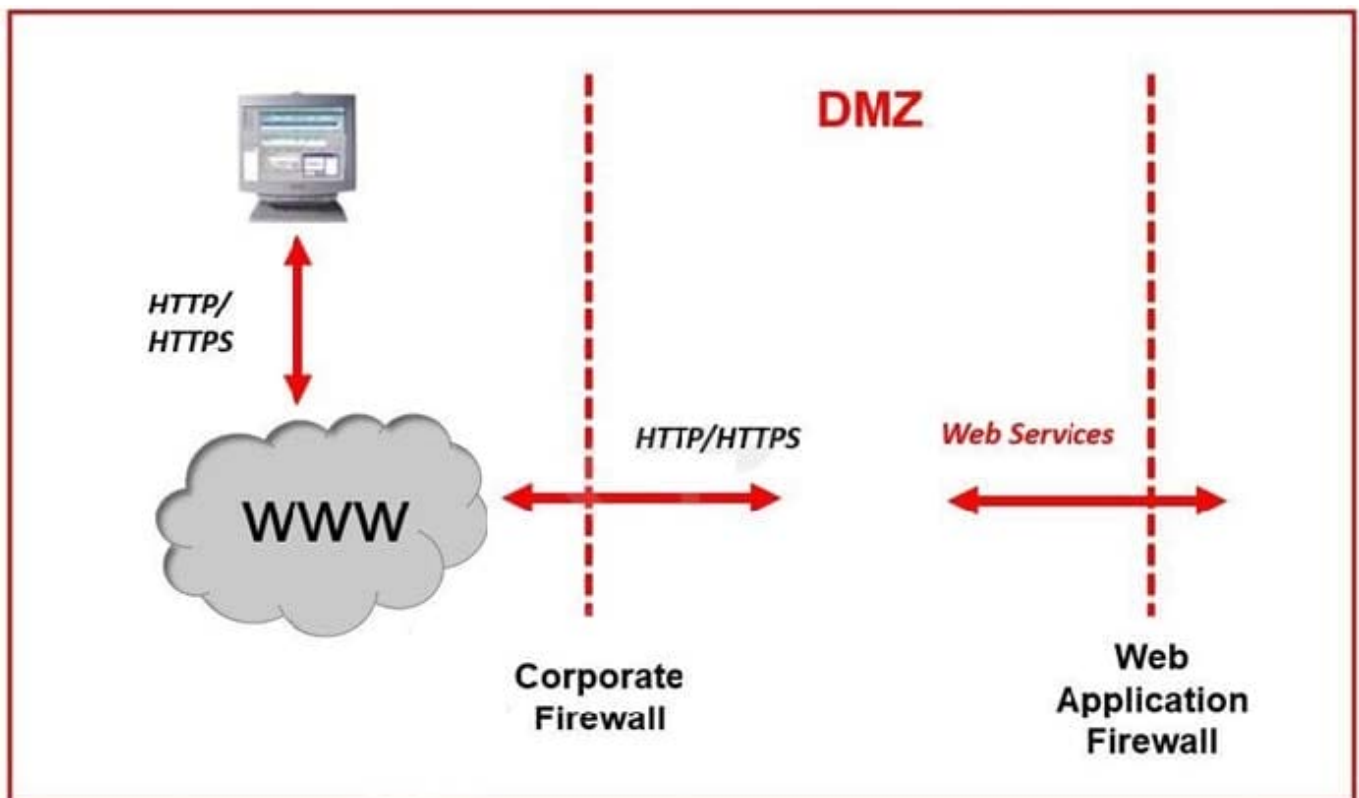 DMZ
HTTP/
HTTPS
HTTP/HTTPS
Web Services
WWW
Corporate
Firewall
Web
Application
Firewall